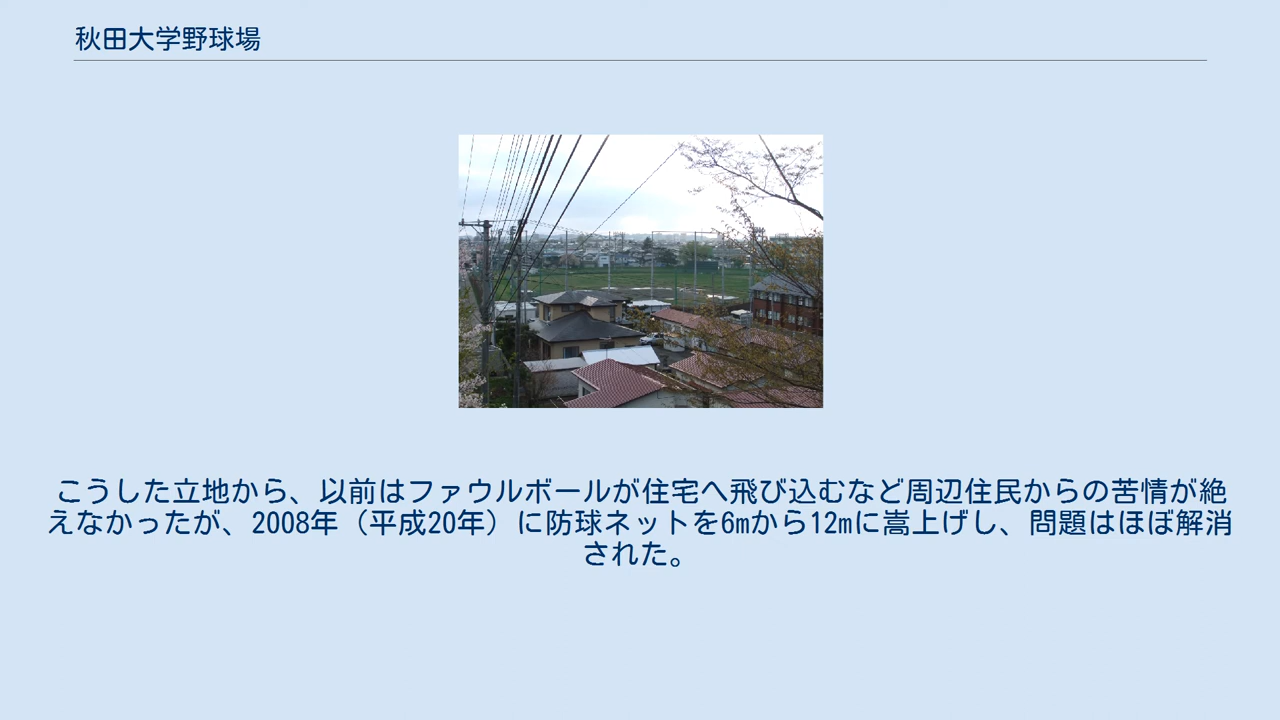 秋田大学野球場
こうした立地から、以前はファウルボールが住宅へ飛び込むなど周辺住民からの苦情が絶
えなかったが、2008年（平成20年）に防球ネットを6mから12mに嵩上げし、問題はほぼ解消
された。